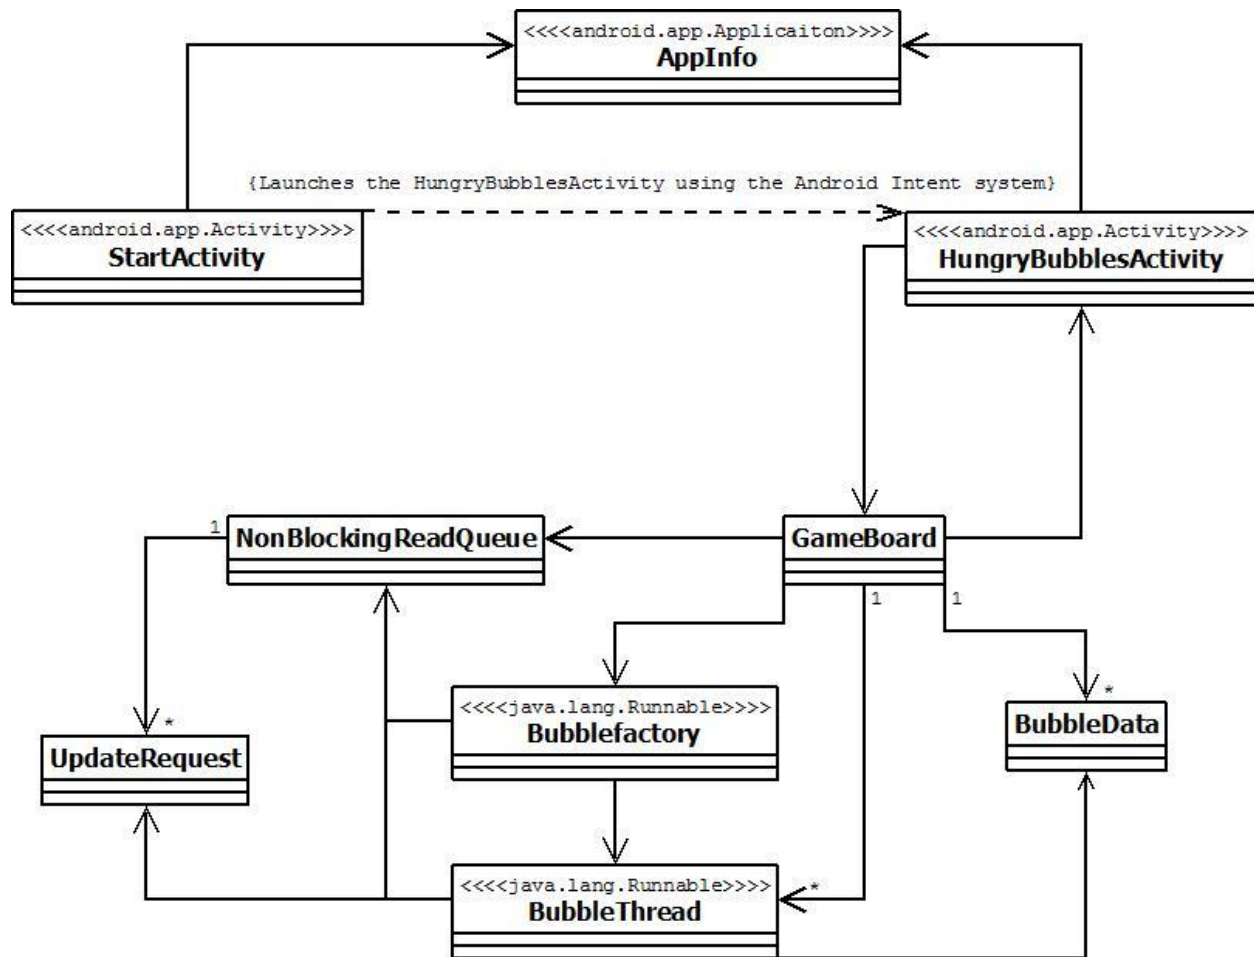 <<<<android.app.Applicaiton>>>>
AppInfo
{Launches the HungryBubblesActivity using the Android Intent system}
<<<<android.app.Activity>>>>
StartActivity
<<<<android.app.Activity>>>>
HungryBubblesActivity
1
NonBlockingReadQueue
GameBoard
1
1
<<<<java.lang.Runnable>>>>
Bubblefactory
*
BubbleData
*
UpdateRequest
<<<<java.lang.Runnable>>>>
BubbleThread
*